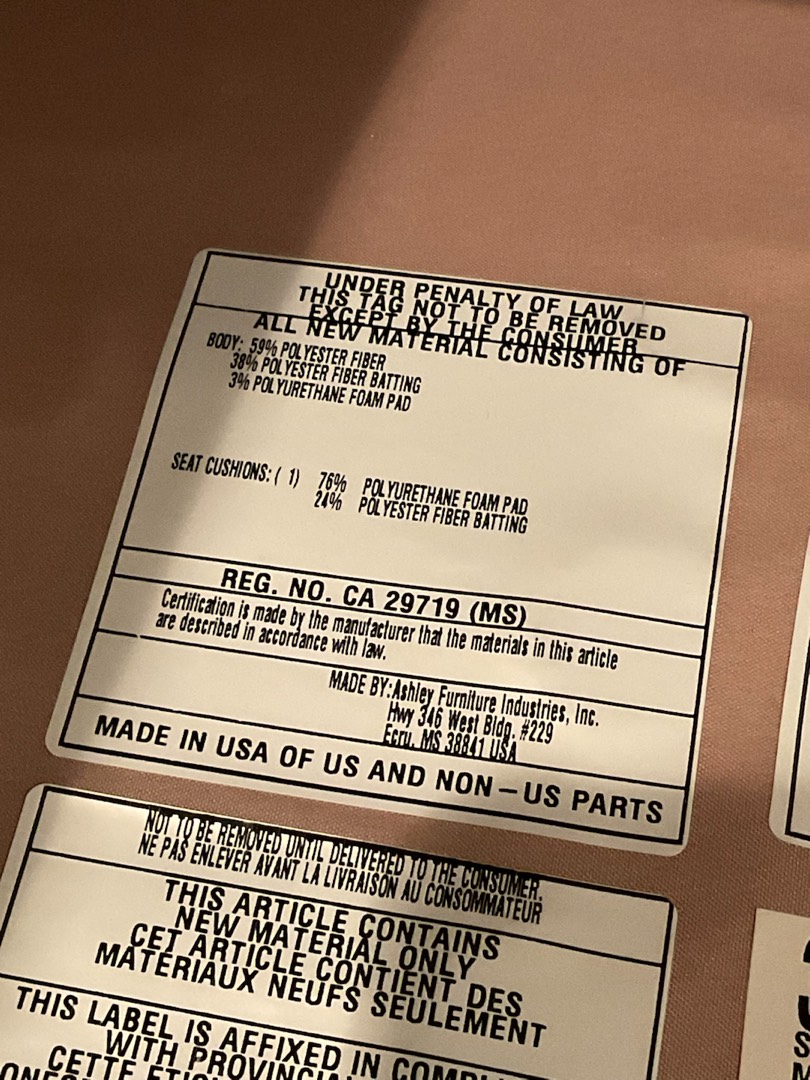 UNDER PENALTY OF LAW
THIS TAG NOT TO BE REMOVED
EXCEPT BY THE CONSUMER
ALL NEW MATERIAL CONSISTING OF
BODY: 59% POLYESTER FIBER
38% POLYESTER FIBER BATTING
3% POLYURETHANE FOAM PAD
SEAT CUSHIONS: ( 1) 76% POLYURETHANE FOAM PAD
24% POLYESTER FIBER BATTING
REG. NO. CA 29719 (MS)
Certification is made by the manufacturer that the materials in this article
are described in accordance with law.
MADE BY:Ashley Furniture Industries, Inc.
Hwy 346 West Bldg. #229
Ecru, MS 38841 USA
MADE IN USA OF US AND NON-US PARTS
NOT TO BE REMOVED UNTIL DELIVERED TO THE CONSUMER.
NE PAS ENLEVER AVANT LA LIVRAISON AU CONSOMMATEUR
THIS ARTICLE CONTAINS
NEW MATERIAL ONLY
CET ARTICLE CONTIENT DES
MATERIAUX NEUFS SEULEMENT
THIS LABEL IS AFFIXED IN
WITH
CETTE